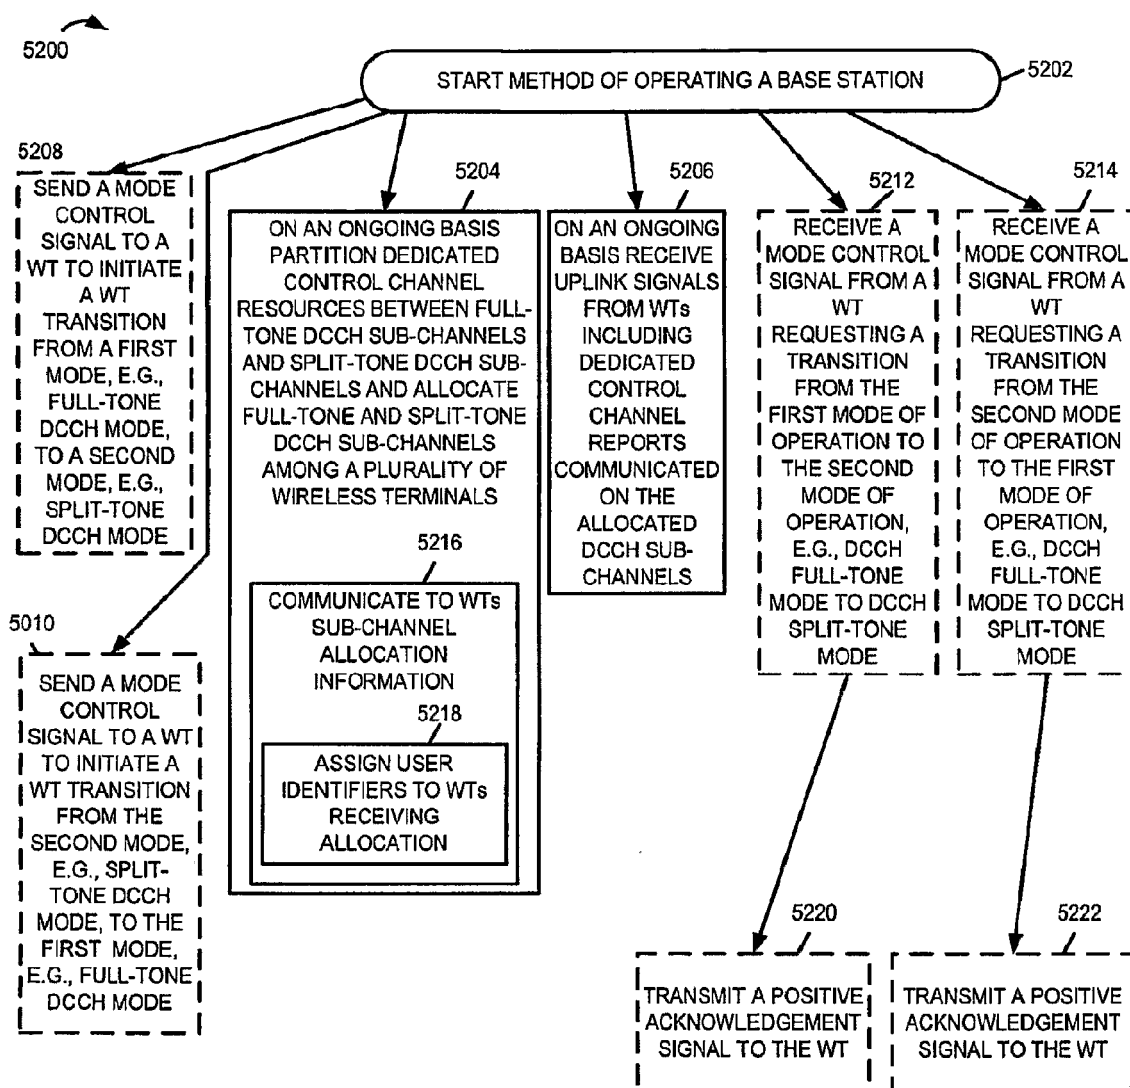 5200
START METHOD OF OPERATING A BASE STATION
5202
5208
SEND A MODE
CONTROL
SIGNAL TO A
WT TO INITIATE
A WT
TRANSITION
FROM A FIRST
MODE, E.G.,
FULL-TONE
DCCH MODE,
TO A SECOND
MODE, E.G.,
SPLIT-TONE
DCCH MODE
5010
SEND A MODE
CONTROL
SIGNAL TO A WT
TO INITIATE A
WT TRANSITION
FROM THE
SECOND MODE,
E.G., SPLIT-
TONE DCCH
MODE, TO THE
FIRST MODE,
E.G., FULL-TONE
DCCH MODE
5204
ON AN ONGOING BASIS
PARTITION DEDICATED
CONTROL CHANNEL
RESOURCES BETWEEN FULL-
TONE DCCH SUB-CHANNELS
AND SPLIT-TONE DCCH SUB-
CHANNELS AND ALLOCATE
FULL-TONE AND SPLIT-TONE
DCCH SUB-CHANNELS
AMONG A PLURALITY OF
WIRELESS TERMINALS
5216
COMMUNICATE TO WTs
SUB-CHANNEL
ALLOCATION
INFORMATION
5218
ASSIGN USER
IDENTIFIERS TO WTs
RECEIVING
ALLOCATION
5206
ON AN ONGOING
BASIS RECEIVE
UPLINK SIGNALS
FROM WTs
INCLUDING
DEDICATED
CONTROL
CHANNEL
REPORTS
COMMUNICATED
ON THE
ALLOCATED
DCCH SUB-
CHANNELS
5212
RECEIVE A
MODE CONTROL
SIGNAL FROM A
WT
REQUESTING A
TRANSITION
FROM THE
FIRST MODE OF
OPERATION TO
THE SECOND
MODE OF
OPERATION,
E.G., DCCH
FULL-TONE
MODE TO DCCH
SPLIT-TONE
MODE
5214
RECEIVE A
MODE CONTROL
SIGNAL FROM A
WT
REQUESTING A
TRANSITION
FROM THE
SECOND MODE
OF OPERATION
TO THE FIRST
MODE OF
OPERATION,
E.G., DCCH
FULL-TONE
MODE TO DCCH
SPLIT-TONE
MODE
5220
TRANSMIT A POSITIVE
ACKNOWLEDGEMENT
SIGNAL TO THE WT
5222
TRANSMIT A POSITIVE
ACKNOWLEDGEMENT
SIGNAL TO THE WT